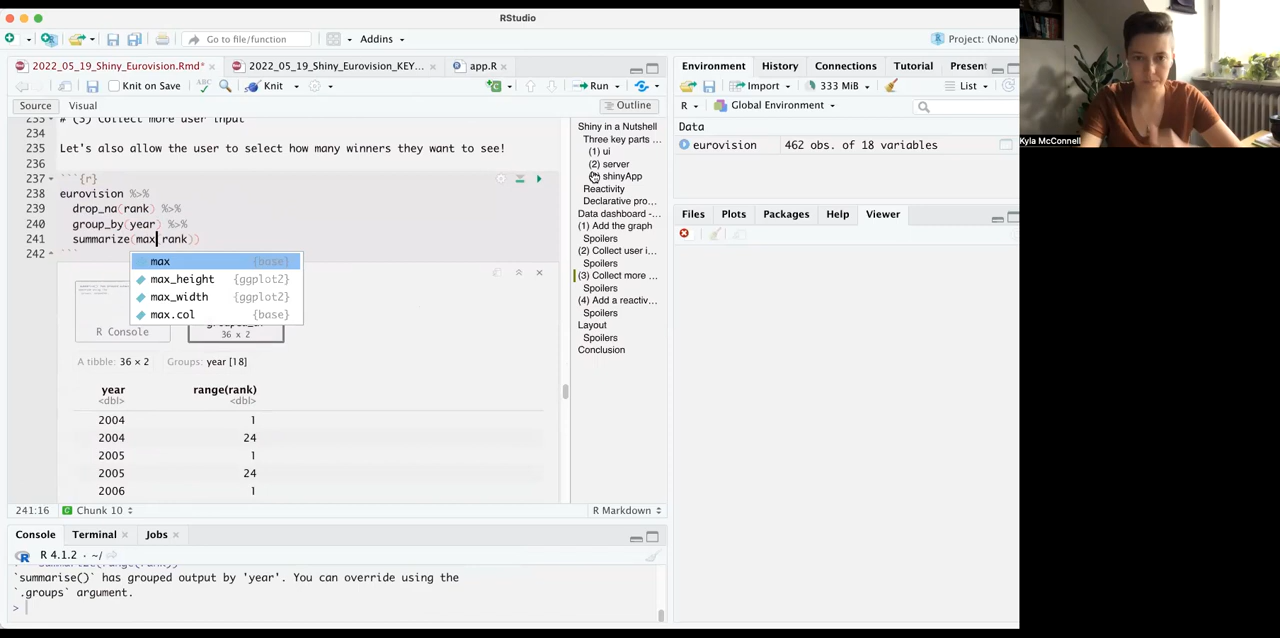 RStudio
Go to file/function
Addins
Project: (None)
2022_05_19_Shiny_Eurovision.Rmd*
2022_05_19_Shiny_Eurovision_KEY...
app.R
Knit on Save
ABC
Knit
Run
Source
Visual
Outline
# (3) Collect more user input
234
235 Let's also allow the user to select how many winners they want to see!
236
237 ```{r}
238 eurovision %>%
239 drop_na(rank) %>%
240 group_by(year) %>%
241 summarize(max rank))
242 ```
max {base}
max_height {ggplot2}
max_width {ggplot2}
max.col {base}
R Console
36 x 2
A tibble: 36 × 2 Groups: year [18]
year range(rank)
<dbl> <dbl>
2004 1
2004 24
2005 1
2005 24
2006 1
241:16 Chunk 10 R Markdown
Shiny in a Nutshell
Three key parts ...
(1) ui
(2) server
shinyApp
Reactivity
Declarative pro...
Data dashboard -...
(1) Add the graph
Spoilers
(2) Collect user i...
Spoilers
(3) Collect more ...
Spoilers
(4) Add a reactiv...
Spoilers
Layout
Spoilers
Conclusion
Console Terminal Jobs
R 4.1.2 · ~/
`summarise()` has grouped output by 'year'. You can override using the
`.groups` argument.
>
Environment History Connections Tutorial Present
Import 333 MiB List
R Global Environment
Data
eurovision 462 obs. of 18 variables
Files Plots Packages Help Viewer
Kyla McConnell